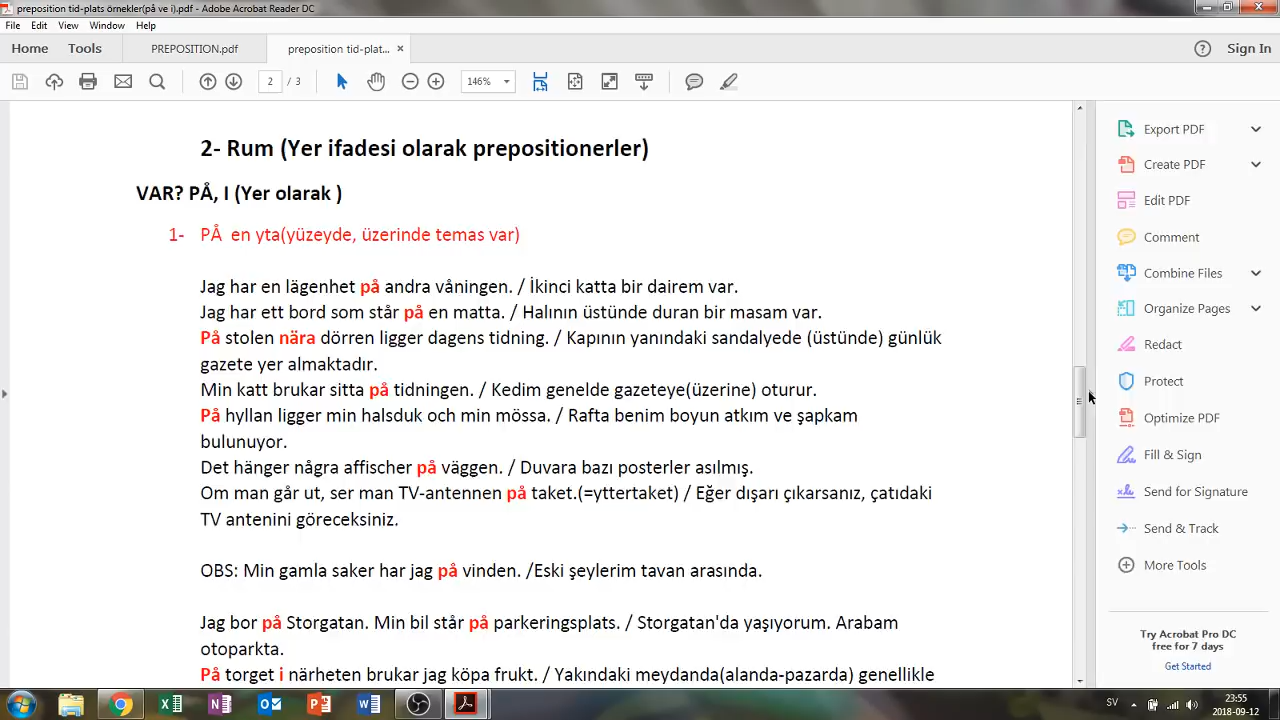 preposition tid-plats örnekler(på ve i).pdf - Adobe Acrobat Reader DC
File Edit View Window Help
Home Tools PREPOSITION.pdf preposition tid-plat... × Sign In
2 / 3 146%
2- Rum (Yer ifadesi olarak prepositionerler)
VAR? PÅ, I (Yer olarak )
1- PÅ en yta(yüzeyde, üzerinde temas var)
Jag har en lägenhet på andra våningen. / İkinci katta bir dairem var.
Jag har ett bord som står på en matta. / Halının üstünde duran bir masam var.
På stolen nära dörren ligger dagens tidning. / Kapının yanındaki sandalyede (üstünde) günlük
gazete yer almaktadır.
Min katt brukar sitta på tidningen. / Kedim genelde gazeteye(üzerine) oturur.
På hyllan ligger min halsduk och min mössa. / Rafta benim boyun atkım ve şapkam
bulunuyor.
Det hänger några affischer på väggen. / Duvara bazı posterler asılmış.
Om man går ut, ser man TV-antennen på taket.(=yttertaket) / Eğer dışarı çıkarsanız, çatıdaki
TV antenini göreceksiniz.
OBS: Min gamla saker har jag på vinden. /Eski şeylerim tavan arasında.
Jag bor på Storgatan. Min bil står på parkeringsplats. / Storgatan'da yaşıyorum. Arabam
otoparkta.
På torget i närheten brukar jag köpa frukt. / Yakındaki meydanda(alanda-pazarda) genellikle
Export PDF
Create PDF
Edit PDF
Comment
Combine Files
Organize Pages
Redact
Protect
Optimize PDF
Fill & Sign
Send for Signature
Send & Track
More Tools
Try Acrobat Pro DC
free for 7 days
Get Started
SV 23:55
2018-09-12